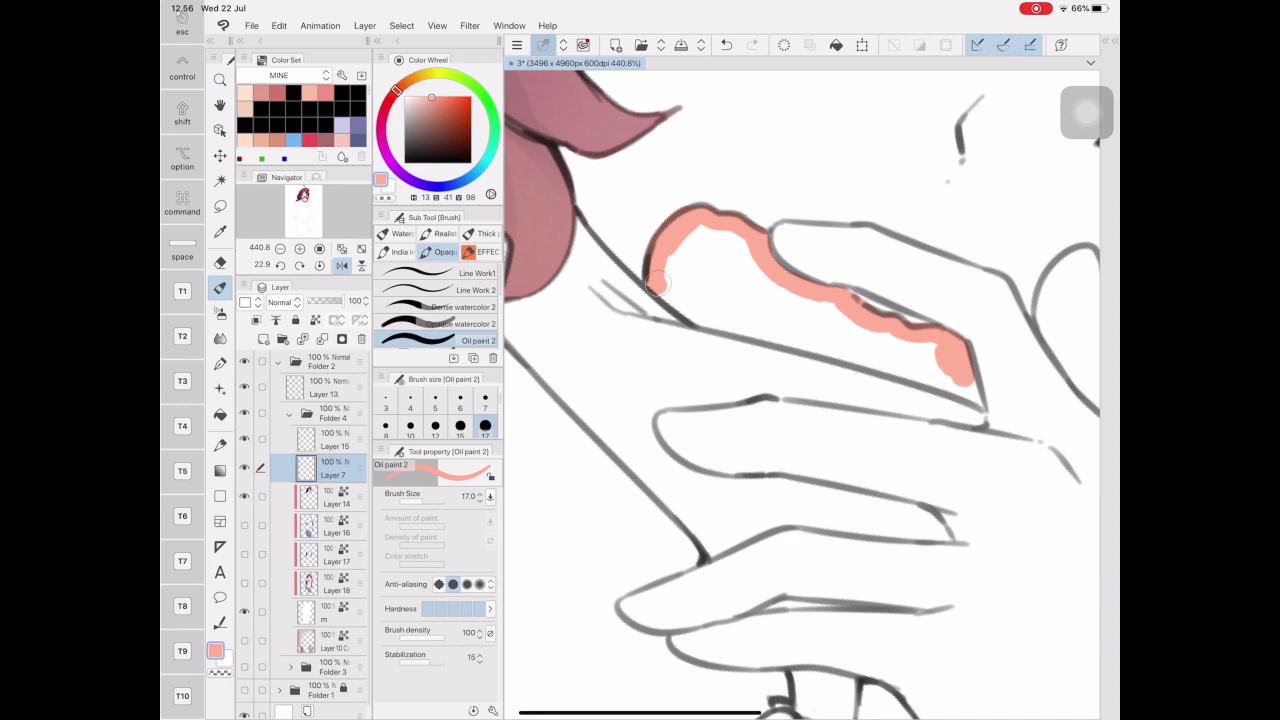 12.56 Wed 22 Jul
66%
esc
control
shift
option
command
space
T1
T2
T3
T4
T5
T6
T7
T8
T9
T10
File Edit Animation Layer Select View Filter Window Help
3* (3496 x 4960px 600dpi 440.8%)
Color Set
MINE
Navigator
440.8
22.9
Layer
Normal 100
100 % Normal
Folder 2
100 % Norm
Layer 13
100 % N
Folder 4
100 % N
Layer 15
100 % N
Layer 7
100
Layer 14
100
Layer 16
100
Layer 17
100
Layer 18
100
m
100
Layer 10 C
100 % N
Folder 3
100 % N
Folder 1
Color Wheel
H 13 S 41 V 98
Sub Tool [Brush]
Waterc Realis Thick
India in Opaqu EFFEC
Line Work1
Line Work 2
Dense watercolor 2
Opaque watercolor 2
Oil paint 2
Brush size [Oil paint 2]
3 4 5 6 7
8 10 12 15 17
Tool property [Oil paint 2]
Oil paint 2
Brush Size 17.0
Amount of paint
Density of paint
Color stretch
Anti-aliasing
Hardness
Brush density 100
Stabilization 15